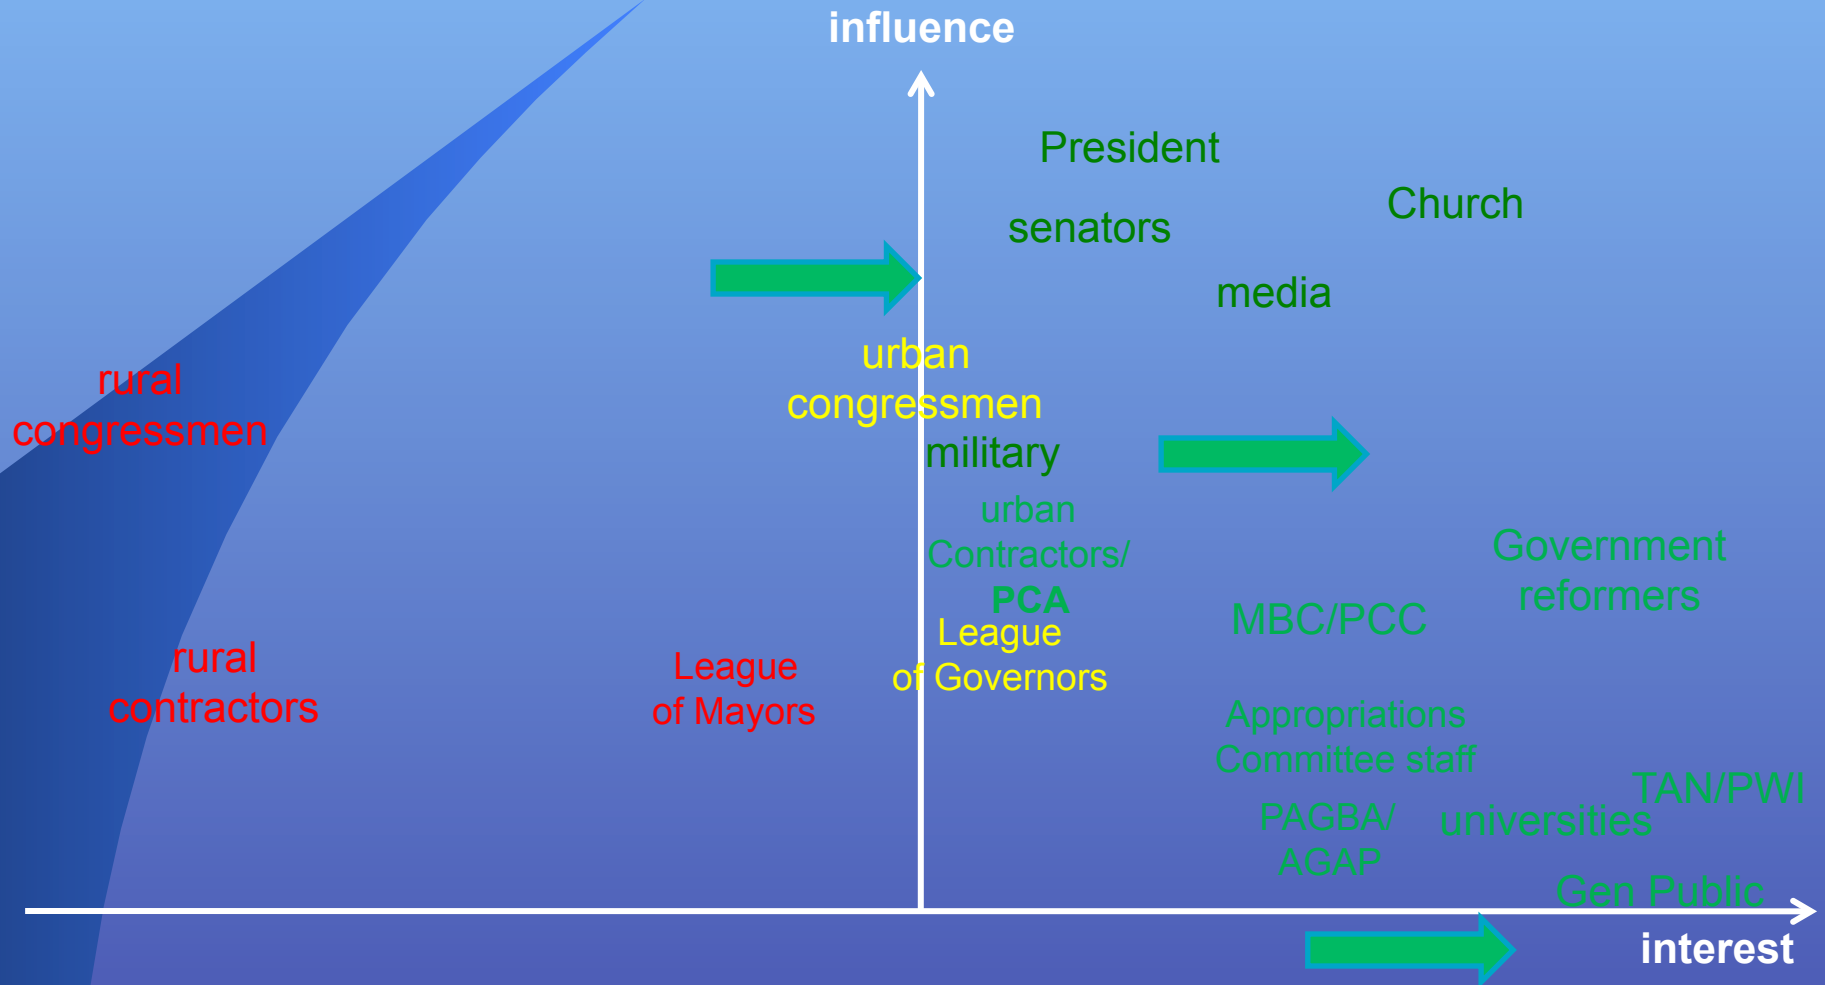 influence
President
Church
senators
media
urban
congressmen
rural
congressmen
military
urban
Contractors/
PCA
Government
reformers
MBC/PCC
League
of Governors
rural
contractors
League
of Mayors
Appropriations
Committee staff
TAN/PWI
PAGBA/
AGAP
universities
Gen Public
interest